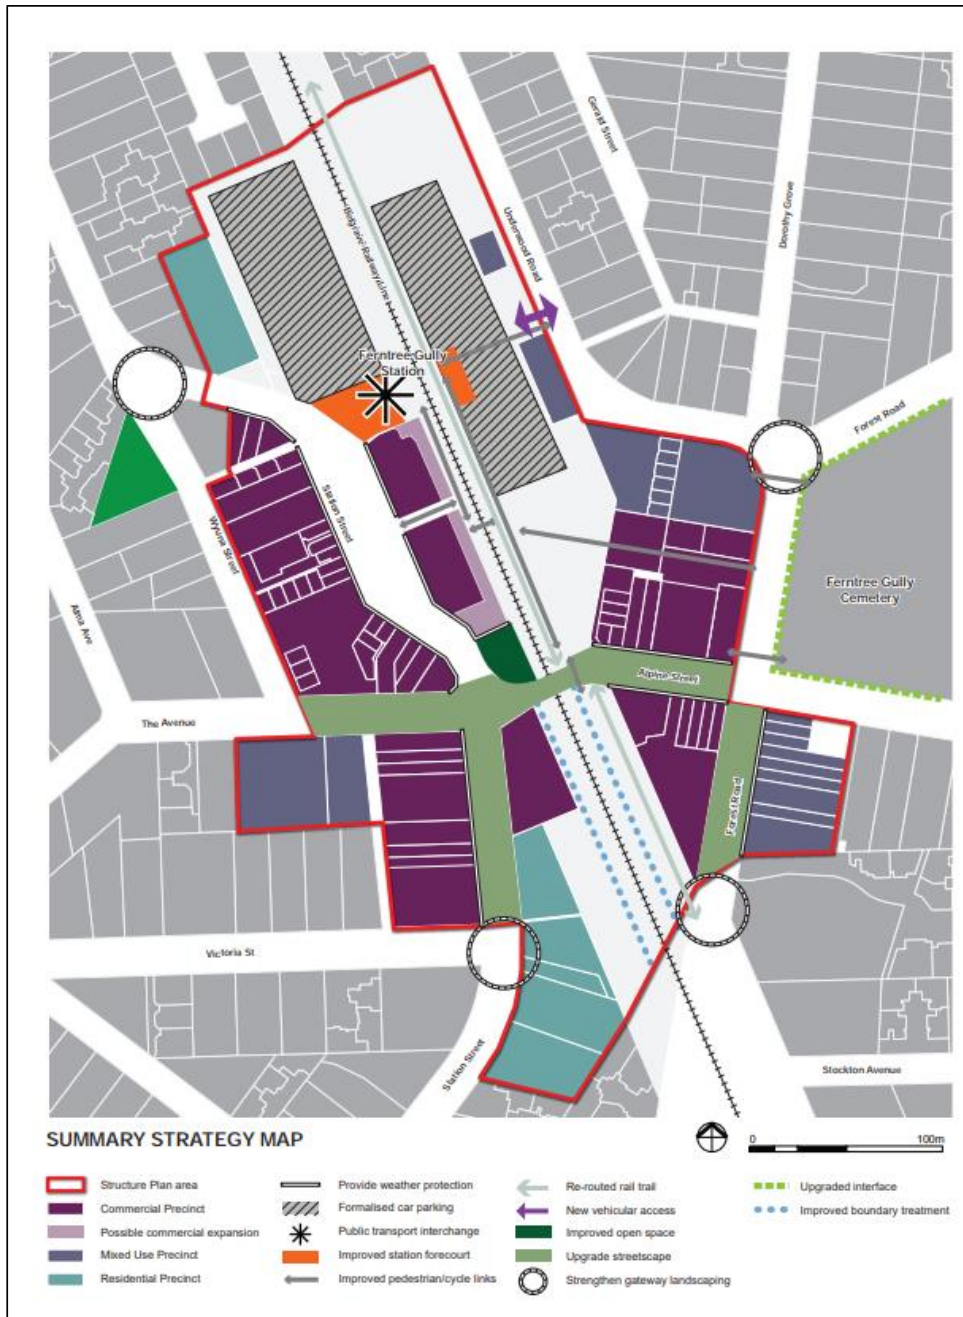 Gerald Street
Dorothy Grove
Underwood Road
Belgrave Railway Line
Ferntree Gully
Station
Forest Road
Station Street
Wyuna Street
Ferntree Gully
Cemetery
Alma Ave
Alpine Street
The Avenue
Forest Road
Victoria St
Station Street
Stockton Avenue
SUMMARY STRATEGY MAP
0 100m
Structure Plan area
Commercial Precinct
Possible commercial expansion
Mixed Use Precinct
Residential Precinct
Provide weather protection
Formalised car parking
Public transport interchange
Improved station forecourt
Improved pedestrian/cycle links
Re-routed rail trail
New vehicular access
Improved open space
Upgrade streetscape
Strengthen gateway landscaping
Upgraded interface
Improved boundary treatment